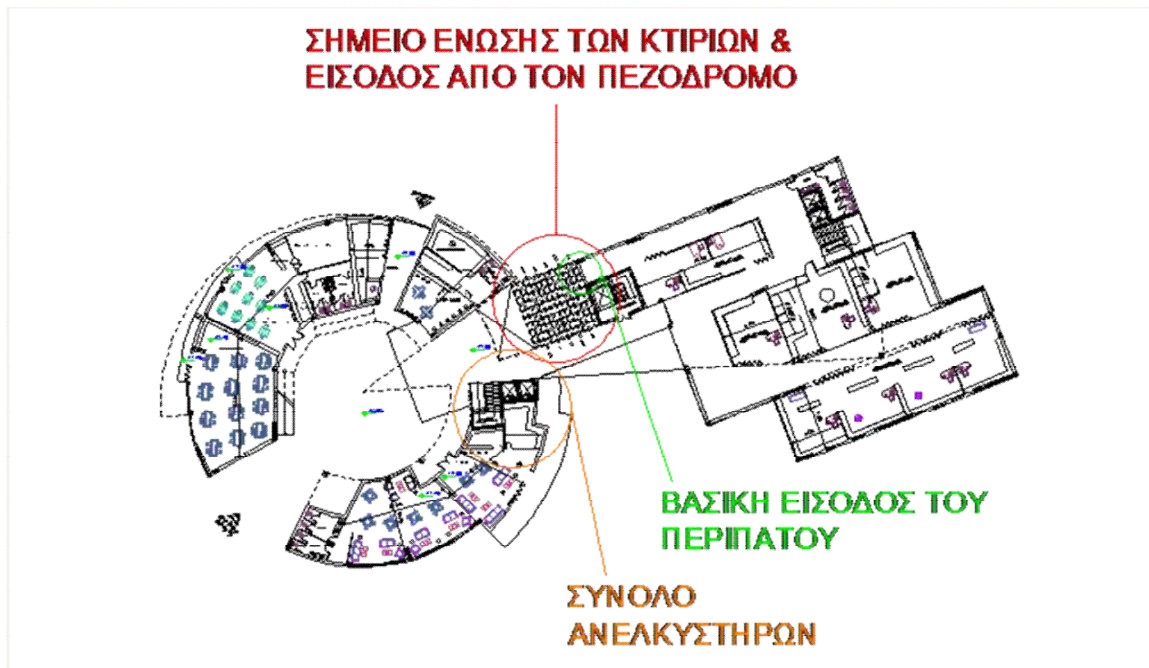 ΣΗΜΕΙΟ ΕΝΩΣΗΣ ΤΩΝ ΚΤΙΡΙΩΝ &
ΕΙΣΟΔΟΣ ΑΠΟ ΤΟΝ ΠΕΖΟΔΡΟΜΟ
ΒΑΣΙΚΗ ΕΙΣΟΔΟΣ ΤΟΥ
ΠΕΡΙΠΑΤΟΥ
ΣΥΝΟΛΟ
ΑΝΕΛΚΥΣΤΗΡΩΝ